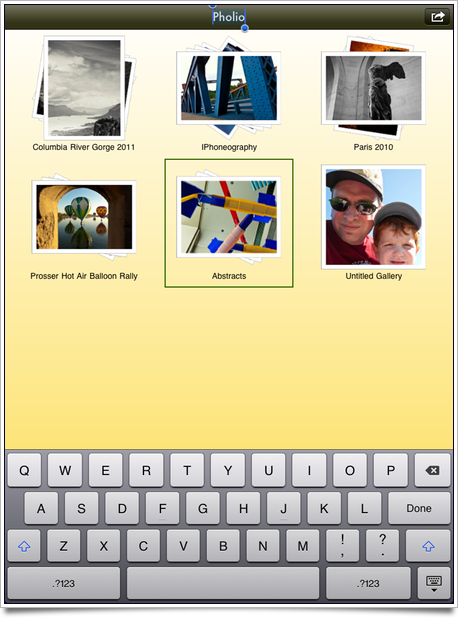 Pholio
Columbia River Gorge 2011
IPhoneography
Paris 2010
Prosser Hot Air Balloon Rally
Abstracts
Untitled Gallery
Q W E R T Y U I O P
A S D F G H J K L Done
Z X C V B N M ! , ? .
.?123 .?123